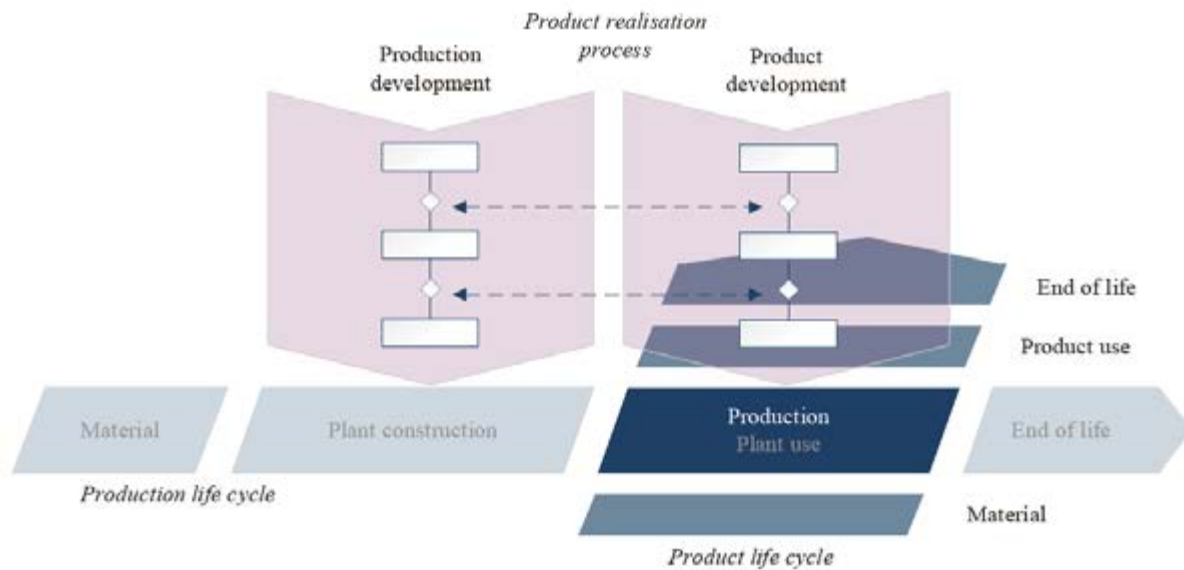 Product realisation
process
Production
development
Product
development
End of life
Product use
Material
Plant construction
Production
Plant use
End of life
Production life cycle
Material
Product life cycle